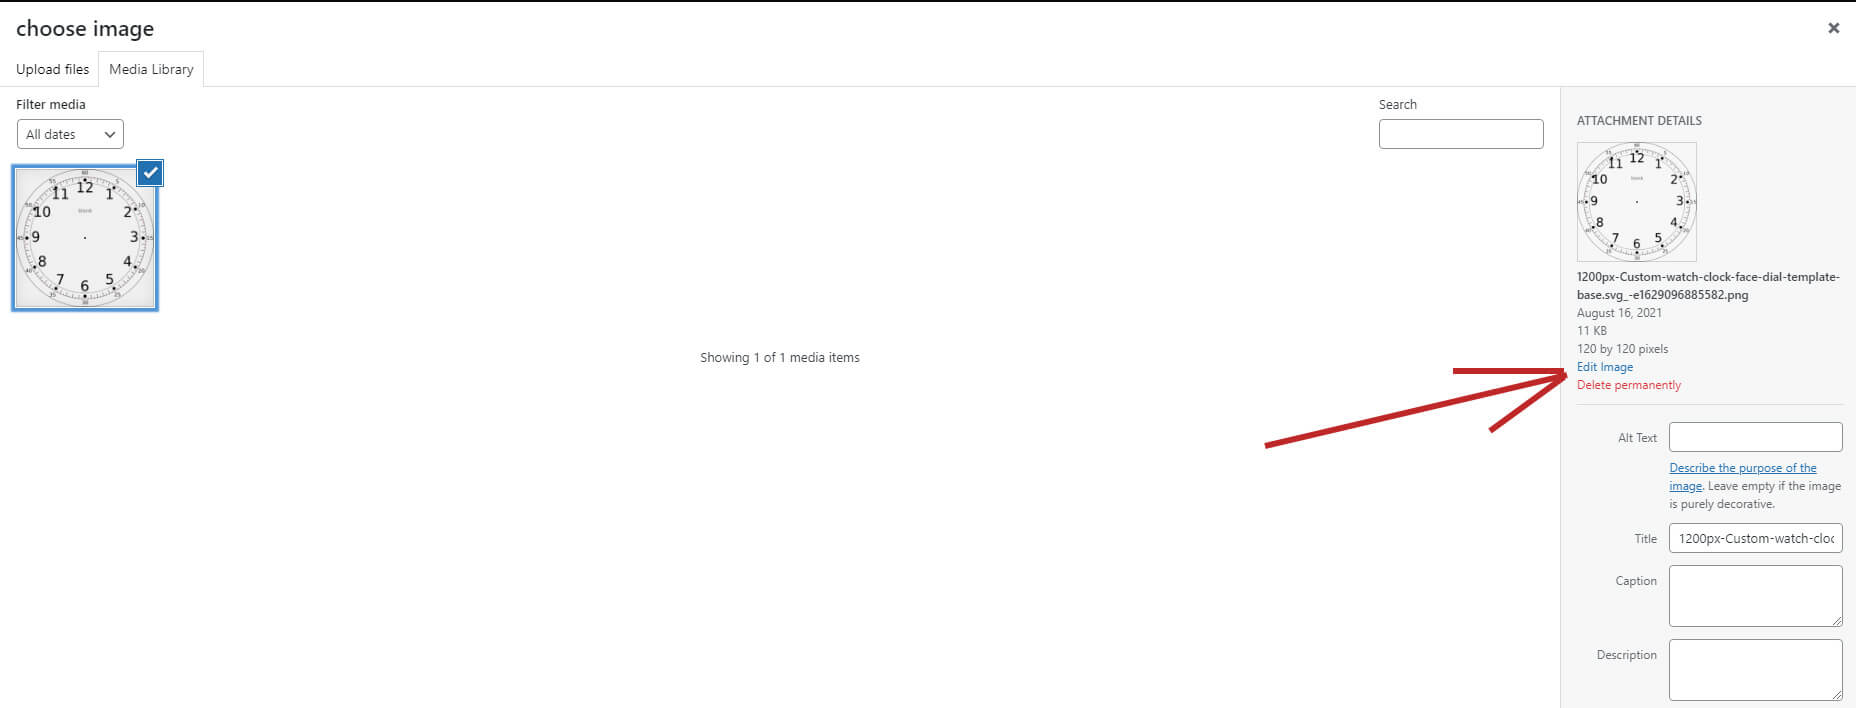 choose image
Upload files
Media Library
Filter media
All dates
Search
12
1
2
3
4
5
6
7
8
9
10
11
Showing 1 of 1 media items
ATTACHMENT DETAILS
12
1
2
3
4
5
6
7
8
9
10
11
1200px-Custom-watch-clock-face-dial-template-
base.svg_-e1629096885582.png
August 16, 2021
11 KB
120 by 120 pixels
Edit Image
Delete permanently
Alt Text
Describe the purpose of the
image. Leave empty if the image
is purely decorative.
Title
1200px-Custom-watch-cloc
Caption
Description